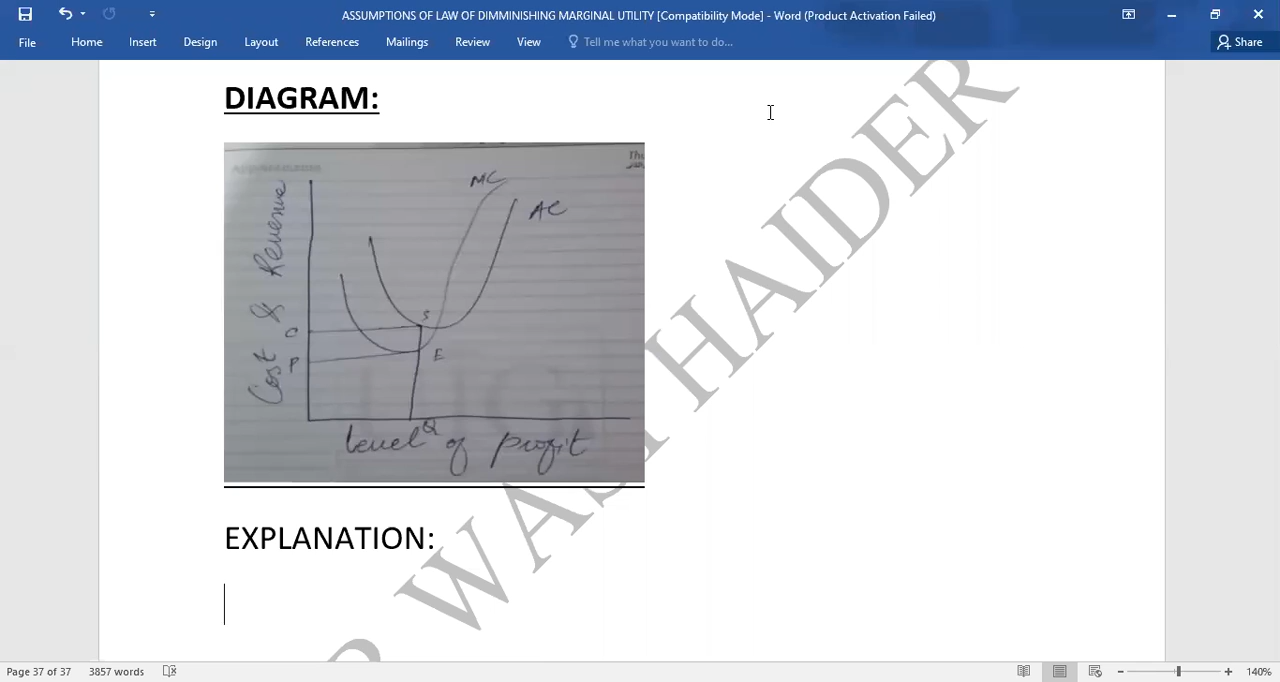 ASSUMPTIONS OF LAW OF DIMMINISHING MARGINAL UTILITY [Compatibility Mode] - Word (Product Activation Failed)
File Home Insert Design Layout References Mailings Review View Tell me what you want to do... Share
DIAGRAM:
MC
AC
Cost & Revenue
S
C
E
P
Q
Level of profit
EXPLANATION:
WASI HAIDER
Page 37 of 37 3857 words 140%